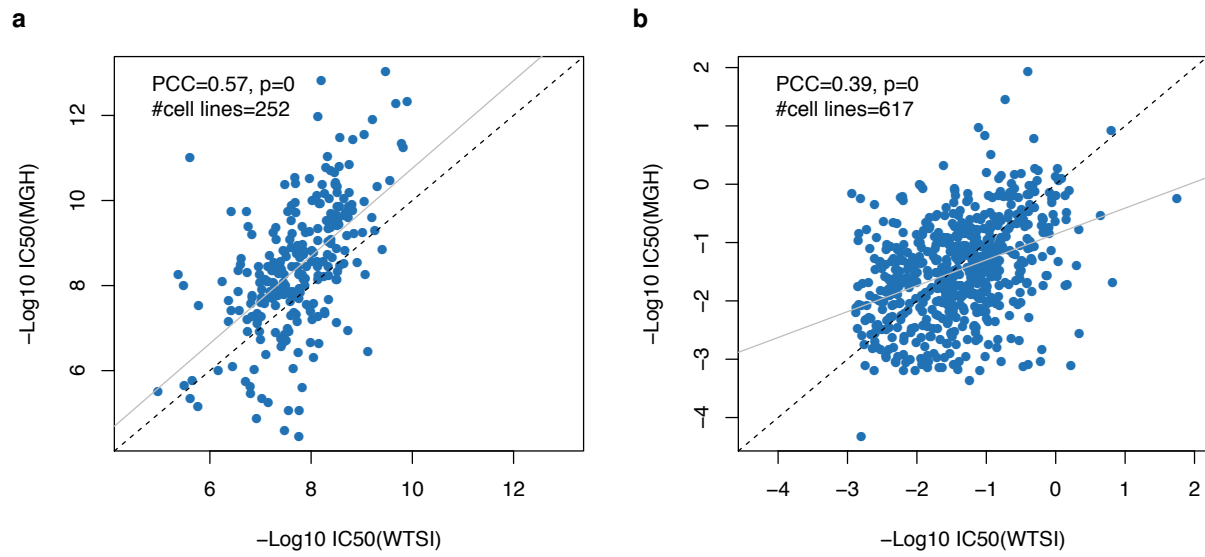 a
PCC=0.57, p=0
#cell lines=252
12
10
8
6
−Log10 IC50(MGH)
6
8
10
12
−Log10 IC50(WTSI)
b
PCC=0.39, p=0
#cell lines=617
2
1
0
−1
−2
−3
−4
−Log10 IC50(MGH)
−4
−3
−2
−1
0
1
2
−Log10 IC50(WTSI)